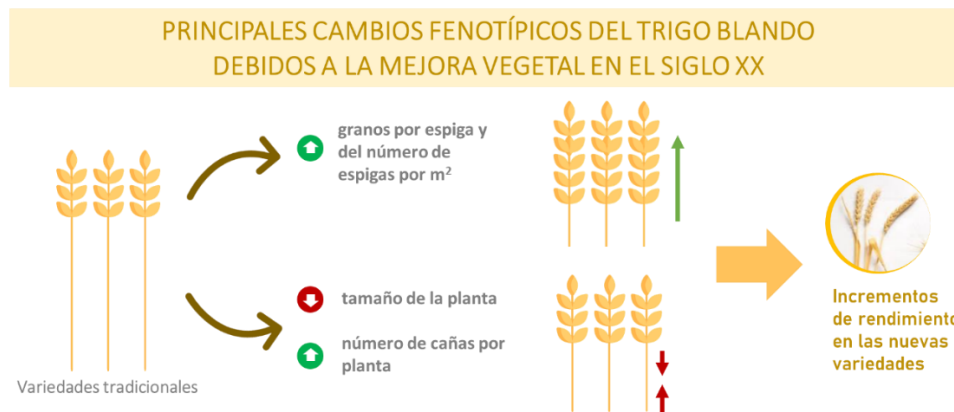 PRINCIPALES CAMBIOS FENOTÍPICOS DEL TRIGO BLANDO
DEBIDOS A LA MEJORA VEGETAL EN EL SIGLO XX
granos por espiga y
del número de
espigas por m²
tamaño de la planta
número de cañas por
planta
Variedades tradicionales
Incrementos
de rendimiento
en las nuevas
variedades